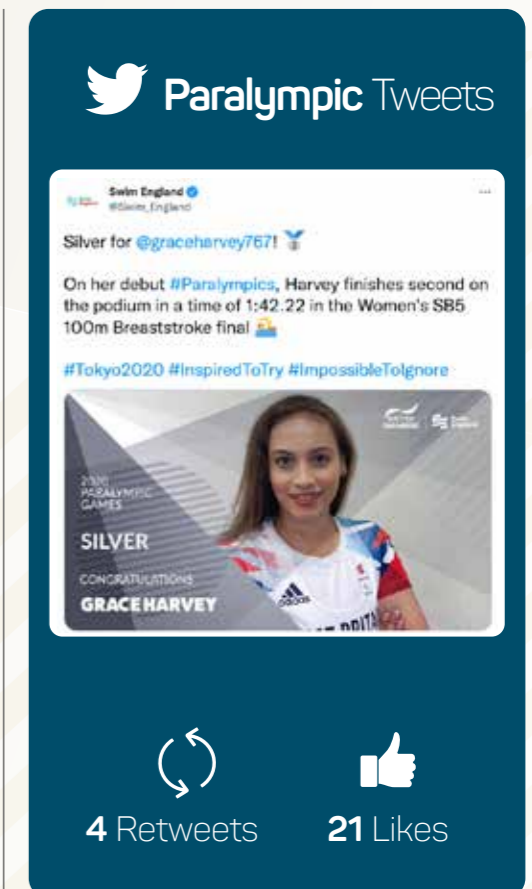 Paralympic Tweets
Swim England
@Swim_England
Silver for @graceharvey767!
On her debut #Paralympics, Harvey finishes second on
the podium in a time of 1:42.22 in the Women's SB5
100m Breaststroke final
#Tokyo2020 #InspiredToTry #ImpossibleToIgnore
2020
PARALYMPIC
GAMES
SILVER
CONGRATULATIONS
GRACE HARVEY
adidas
4 Retweets
21 Likes